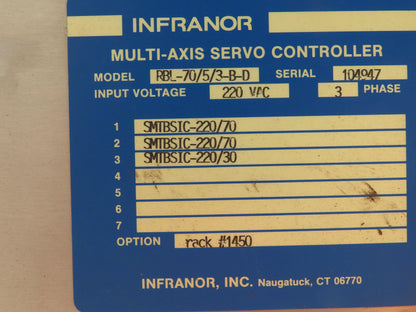 INFRANOR
MULTI-AXIS SERVO CONTROLLER
MODEL RBL-70/5/3-B-D SERIAL 104947
INPUT VOLTAGE 220 VAC 3 PHASE
1 SMTBSIC-220/70
2 SMTBSIC-220/70
3 SMTBSIC-220/30
4
5
6
7
OPTION rack #1450
INFRANOR, INC. Naugatuck, CT 06770